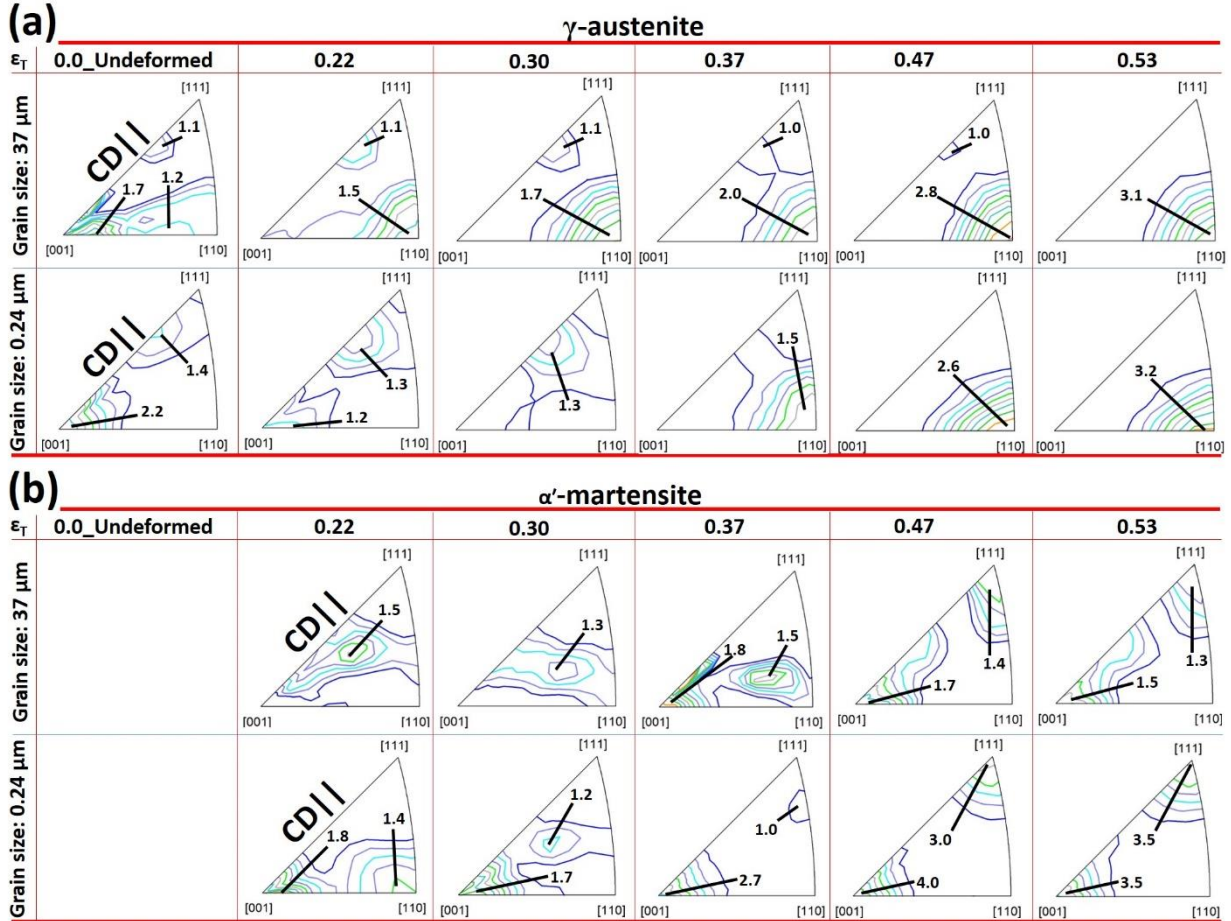 (a)
γ-austenite
εT 0.0_Undeformed 0.22 0.30 0.37 0.47 0.53
Grain size: 37 µm
[111] [111] [111] [111] [111] [111]
CD||
1.1 1.1 1.1 1.0 1.0
1.7 1.2 1.5 1.7 2.0 2.8 3.1
[001] [110] [001] [110] [001] [110] [001] [110] [001] [110] [001] [110]
Grain size: 0.24 µm
[111] [111] [111] [111] [111] [111]
CD||
1.4 1.3 1.3 1.5 2.6 3.2
2.2 1.2
[001] [110] [001] [110] [001] [110] [001] [110] [001] [110] [001] [110]
(b)
α′-martensite
εT 0.0_Undeformed 0.22 0.30 0.37 0.47 0.53
Grain size: 37 µm
[111] [111] [111] [111] [111]
CD||
1.5 1.3 1.8 1.5 1.4 1.3
1.7 1.5
[001] [110] [001] [110] [001] [110] [001] [110] [001] [110]
Grain size: 0.24 µm
[111] [111] [111] [111] [111]
CD||
1.8 1.4 1.2 1.0 3.0 3.5
1.7 2.7 4.0 3.5
[001] [110] [001] [110] [001] [110] [001] [110] [001] [110]